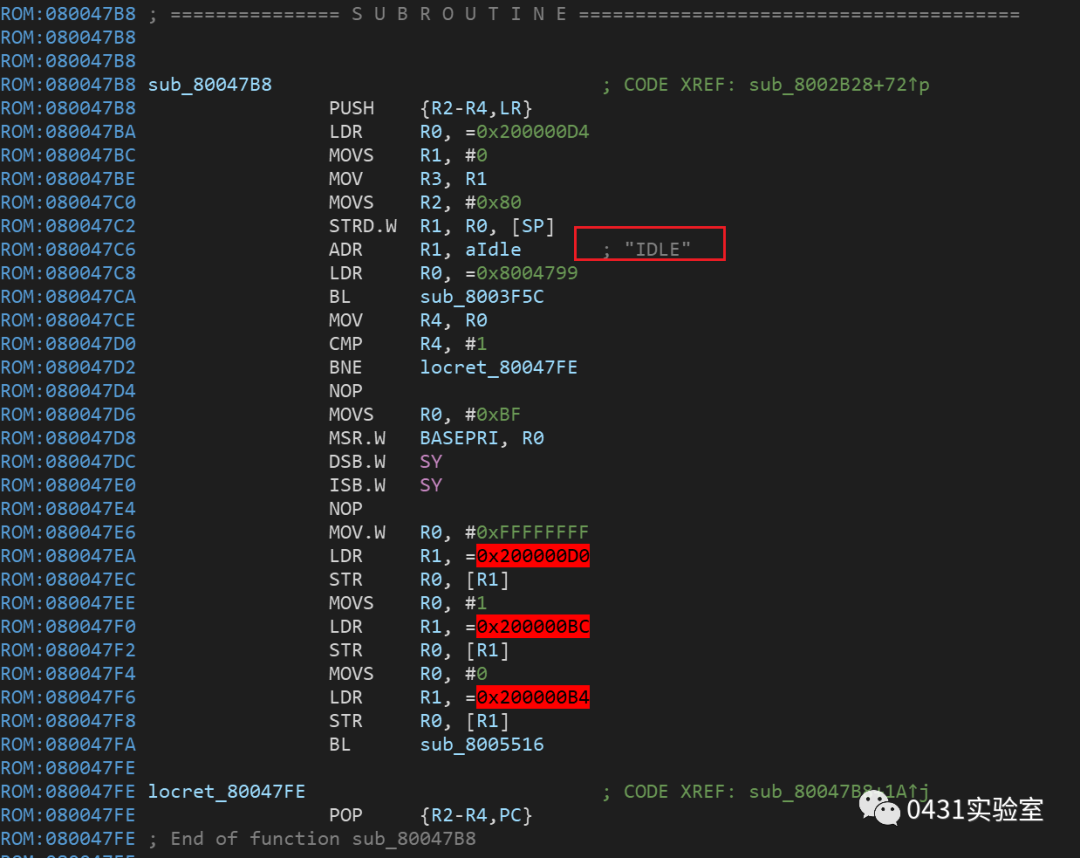 ROM:080047B8 ; =============== S U B R O U T I N E =======================================
ROM:080047B8
ROM:080047B8
ROM:080047B8 sub_80047B8 ; CODE XREF: sub_8002B28+72↑p
ROM:080047B8 PUSH {R2-R4,LR}
ROM:080047BA LDR R0, =0x200000D4
ROM:080047BC MOVS R1, #0
ROM:080047BE MOV R3, R1
ROM:080047C0 MOVS R2, #0x80
ROM:080047C2 STRD.W R1, R0, [SP]
ROM:080047C6 ADR R1, aIdle ; "IDLE"
ROM:080047C8 LDR R0, =0x8004799
ROM:080047CA BL sub_8003F5C
ROM:080047CE MOV R4, R0
ROM:080047D0 CMP R4, #1
ROM:080047D2 BNE locret_80047FE
ROM:080047D4 NOP
ROM:080047D6 MOVS R0, #0xBF
ROM:080047D8 MSR.W BASEPRI, R0
ROM:080047DC DSB.W SY
ROM:080047E0 ISB.W SY
ROM:080047E4 NOP
ROM:080047E6 MOV.W R0, #0xFFFFFFFF
ROM:080047EA LDR R1, =0x200000D0
ROM:080047EC STR R0, [R1]
ROM:080047EE MOVS R0, #1
ROM:080047F0 LDR R1, =0x200000BC
ROM:080047F2 STR R0, [R1]
ROM:080047F4 MOVS R0, #0
ROM:080047F6 LDR R1, =0x200000B4
ROM:080047F8 STR R0, [R1]
ROM:080047FA BL sub_8005516
ROM:080047FE
ROM:080047FE locret_80047FE ; CODE XREF: sub_80047B8+1A↑j
ROM:080047FE POP {R2-R4,PC}
ROM:080047FE ; End of function sub_80047B8
0431实验室